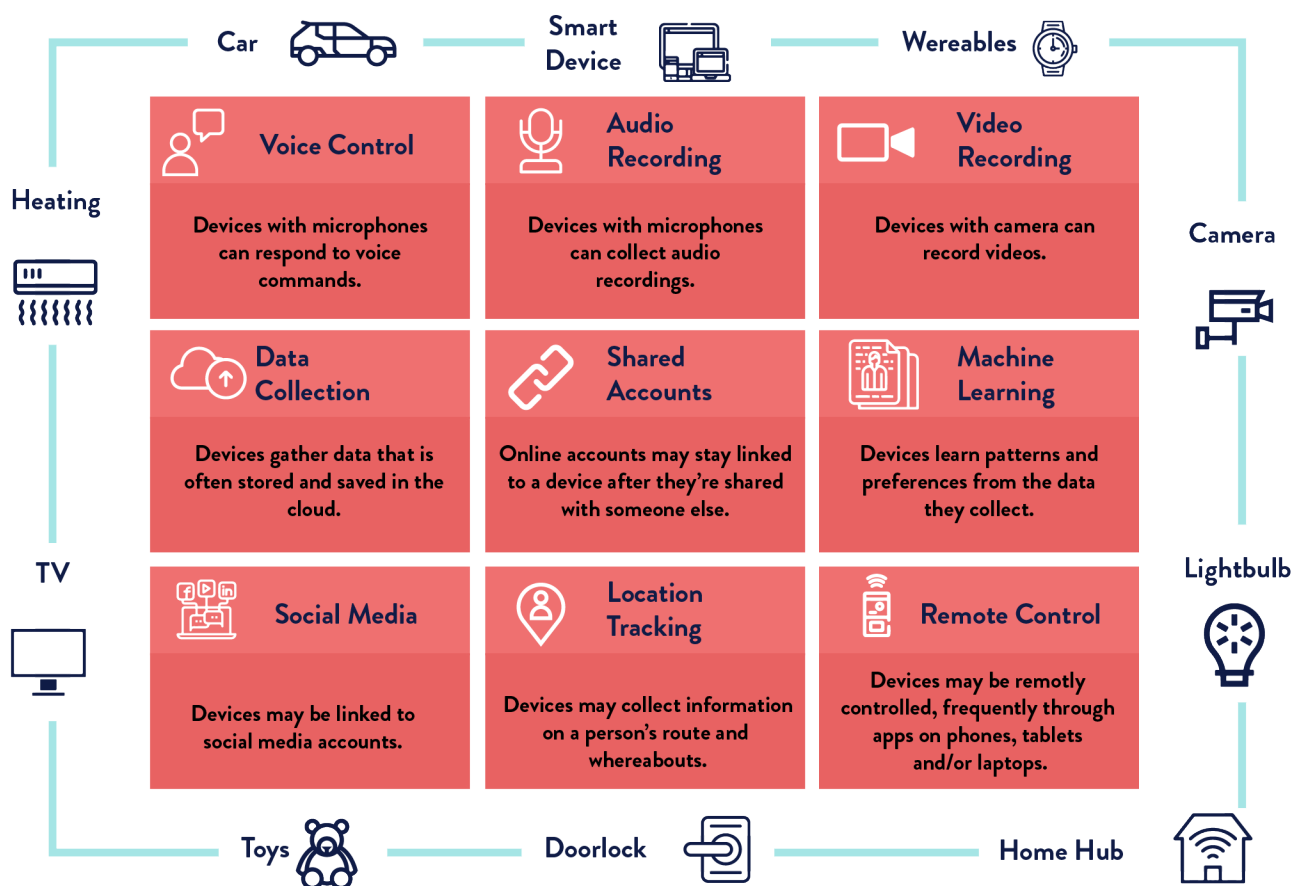 Car
Smart
Device
Wereables
Heating
Camera
TV
Lightbulb
Toys
Doorlock
Home Hub
Voice Control
Devices with microphones
can respond to voice
commands.
Audio
Recording
Devices with microphones
can collect audio
recordings.
Video
Recording
Devices with camera can
record videos.
Data
Collection
Devices gather data that is
often stored and saved in the
cloud.
Shared
Accounts
Online accounts may stay linked
to a device after they're shared
with someone else.
Machine
Learning
Devices learn patterns and
preferences from the data
they collect.
Social Media
Devices may be linked to
social media accounts.
Location
Tracking
Devices may collect information
on a person's route and
whereabouts.
Remote Control
Devices may be remotly
controlled, frequently through
apps on phones, tablets
and/or laptops.